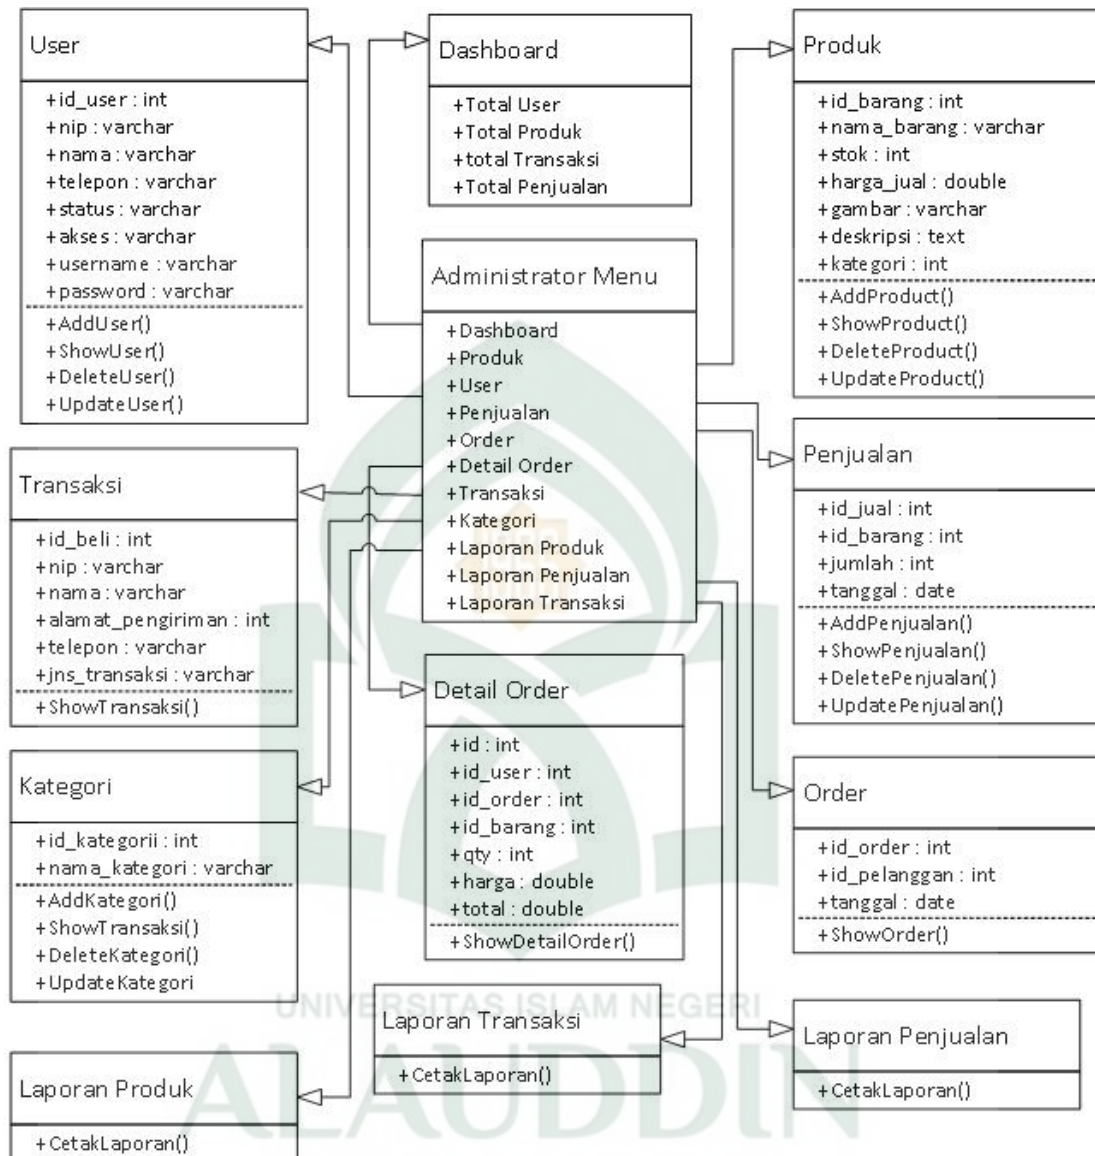 User
+id_user : int
+nip : varchar
+nama : varchar
+telepon : varchar
+status : varchar
+akses : varchar
+username : varchar
+password : varchar
+AddUser()
+ShowUser()
+DeleteUser()
+UpdateUser()
Dashboard
+Total User
+Total Produk
+total Transaksi
+Total Penjualan
Produk
+id_barang : int
+nama_barang : varchar
+stok : int
+harga_jual : double
+gambar : varchar
+deskripsi : text
+kategori : int
+AddProduct()
+ShowProduct()
+DeleteProduct()
+UpdateProduct()
Administrator Menu
+Dashboard
+Produk
+User
+Penjualan
+Order
+Detail Order
+Transaksi
+Kategori
+Laporan Produk
+Laporan Penjualan
+Laporan Transaksi
Transaksi
+id_beli : int
+nip : varchar
+nama : varchar
+alamat_pengiriman : int
+telepon : varchar
+jns_transaksi : varchar
+ShowTransaksi()
Penjualan
+id_jual : int
+id_barang : int
+jumlah : int
+tanggal : date
+AddPenjualan()
+ShowPenjualan()
+DeletePenjualan()
+UpdatePenjualan()
Detail Order
+id : int
+id_user : int
+id_order : int
+id_barang : int
+qty : int
+harga : double
+total : double
+ShowDetailOrder()
Kategori
+id_kategorii : int
+nama_kategori : varchar
+AddKategori()
+ShowTransaksi()
+DeleteKategori()
+UpdateKategori
Order
+id_order : int
+id_pelanggan : int
+tanggal : date
+ShowOrder()
UNIVERSITAS ISLAM NEGERI
ALAUDDIN
Laporan Transaksi
+CetakLaporan()
Laporan Penjualan
+CetakLaporan()
Laporan Produk
+CetakLaporan()